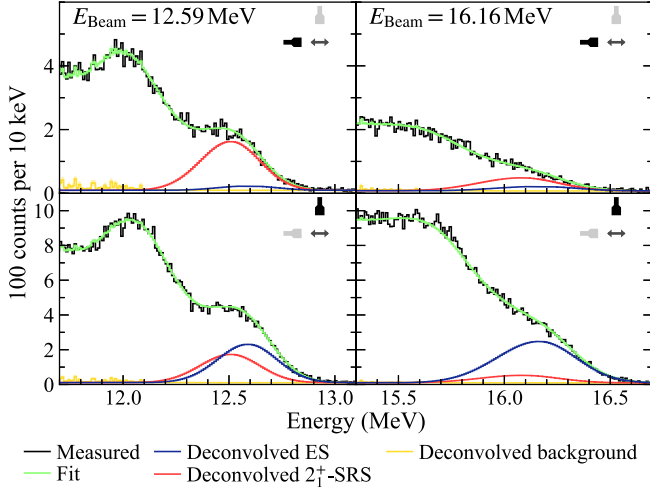 E_Beam = 12.59 MeV
E_Beam = 16.16 MeV
100 counts per 10 keV
4
2
0
10
8
6
4
2
0
12.0
12.5
13.0
15.5
16.0
16.5
Energy (MeV)
Measured
Deconvolved ES
Deconvolved background
Fit
Deconvolved 2₁⁺-SRS